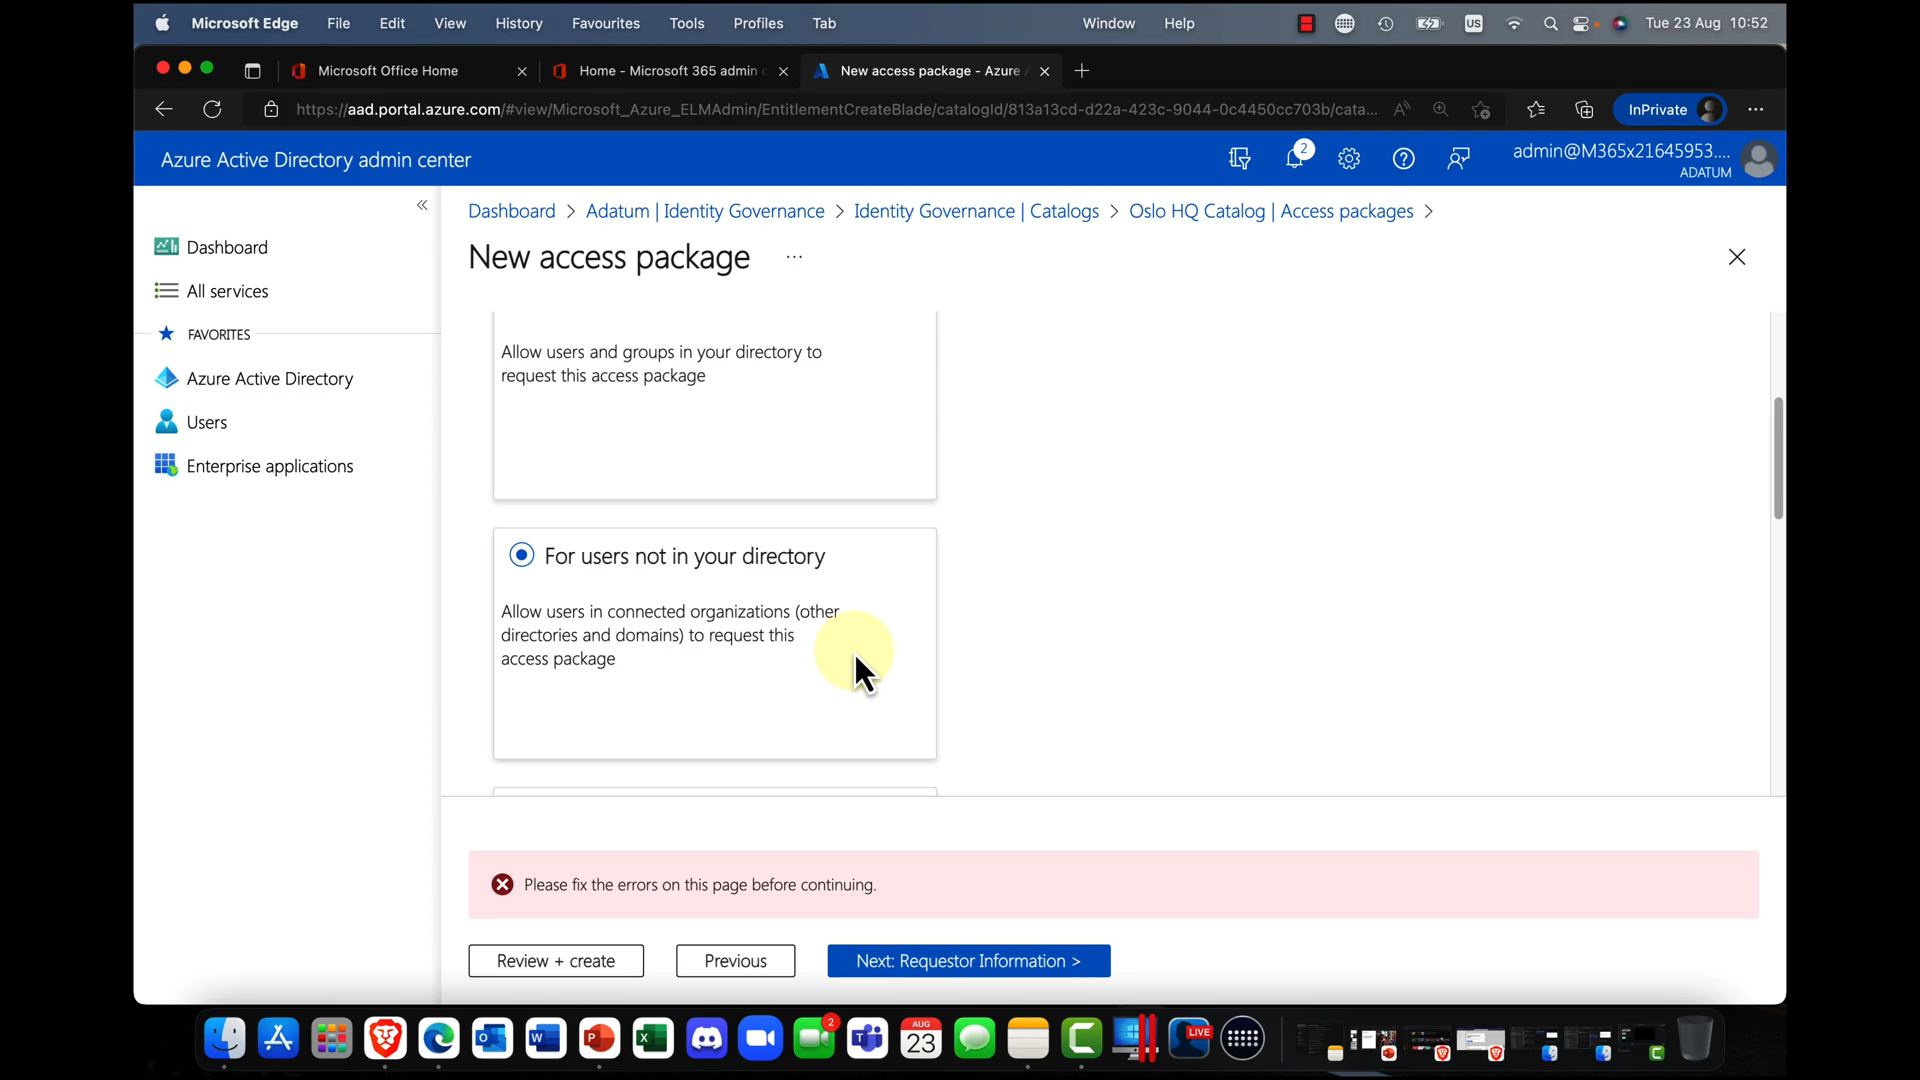 Microsoft Edge File Edit View History Favourites Tools Profiles Tab Window Help US Tue 23 Aug 10:52
Microsoft Office Home
Home - Microsoft 365 admin c
New access package - Azure A
https://aad.portal.azure.com/#view/Microsoft_Azure_ELMAdmin/EntitlementCreateBlade/catalogId/813a13cd-d22a-423c-9044-0c4450cc703b/cata...
InPrivate
Azure Active Directory admin center
2
admin@M365x21645953....
ADATUM
Dashboard > Adatum | Identity Governance > Identity Governance | Catalogs > Oslo HQ Catalog | Access packages >
New access package ...
Dashboard
All services
FAVORITES
Azure Active Directory
Users
Enterprise applications
Allow users and groups in your directory to
request this access package
For users not in your directory
Allow users in connected organizations (other
directories and domains) to request this
access package
Please fix the errors on this page before continuing.
Review + create
Previous
Next: Requestor Information >
2
AUG
23
LIVE